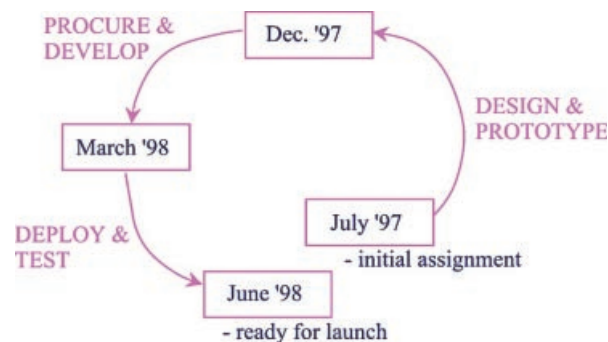 PROCURE &
DEVELOP
Dec. '97
DESIGN &
PROTOTYPE
March '98
July '97
- initial assignment
DEPLOY &
TEST
June '98
- ready for launch